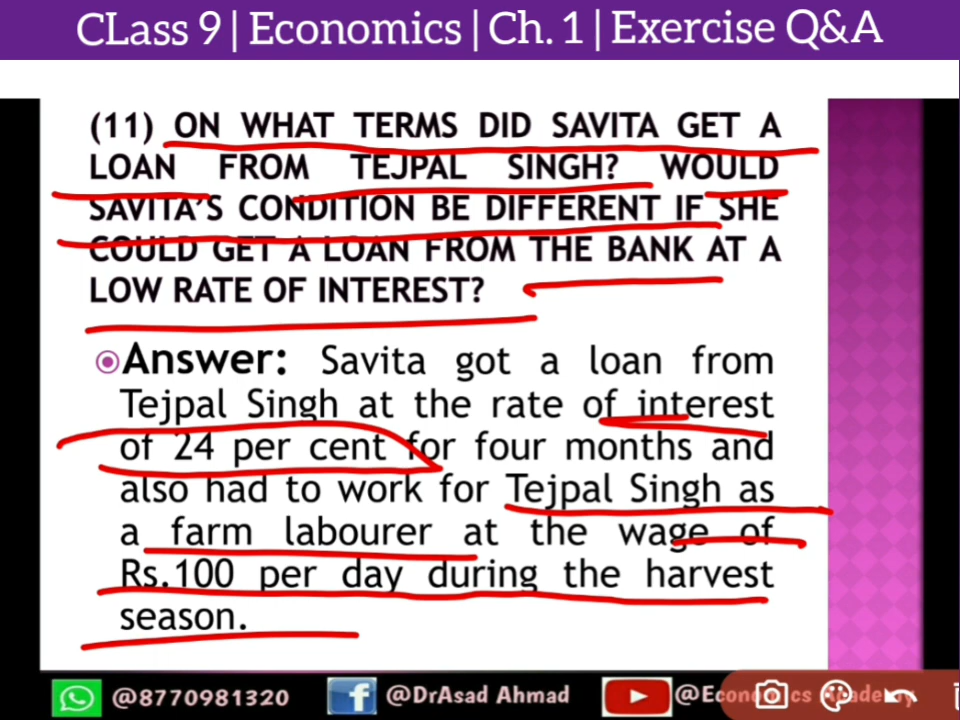 CLass 9 | Economics | Ch. 1 | Exercise Q&A
(11) ON WHAT TERMS DID SAVITA GET A
LOAN FROM TEJPAL SINGH? WOULD
SAVITA'S CONDITION BE DIFFERENT IF SHE
COULD GET A LOAN FROM THE BANK AT A
LOW RATE OF INTEREST?
Answer: Savita got a loan from
Tejpal Singh at the rate of interest
of 24 per cent for four months and
also had to work for Tejpal Singh as
a farm labourer at the wage of
Rs.100 per day during the harvest
season.
@8770981320 @DrAsad Ahmad @Economics Academy